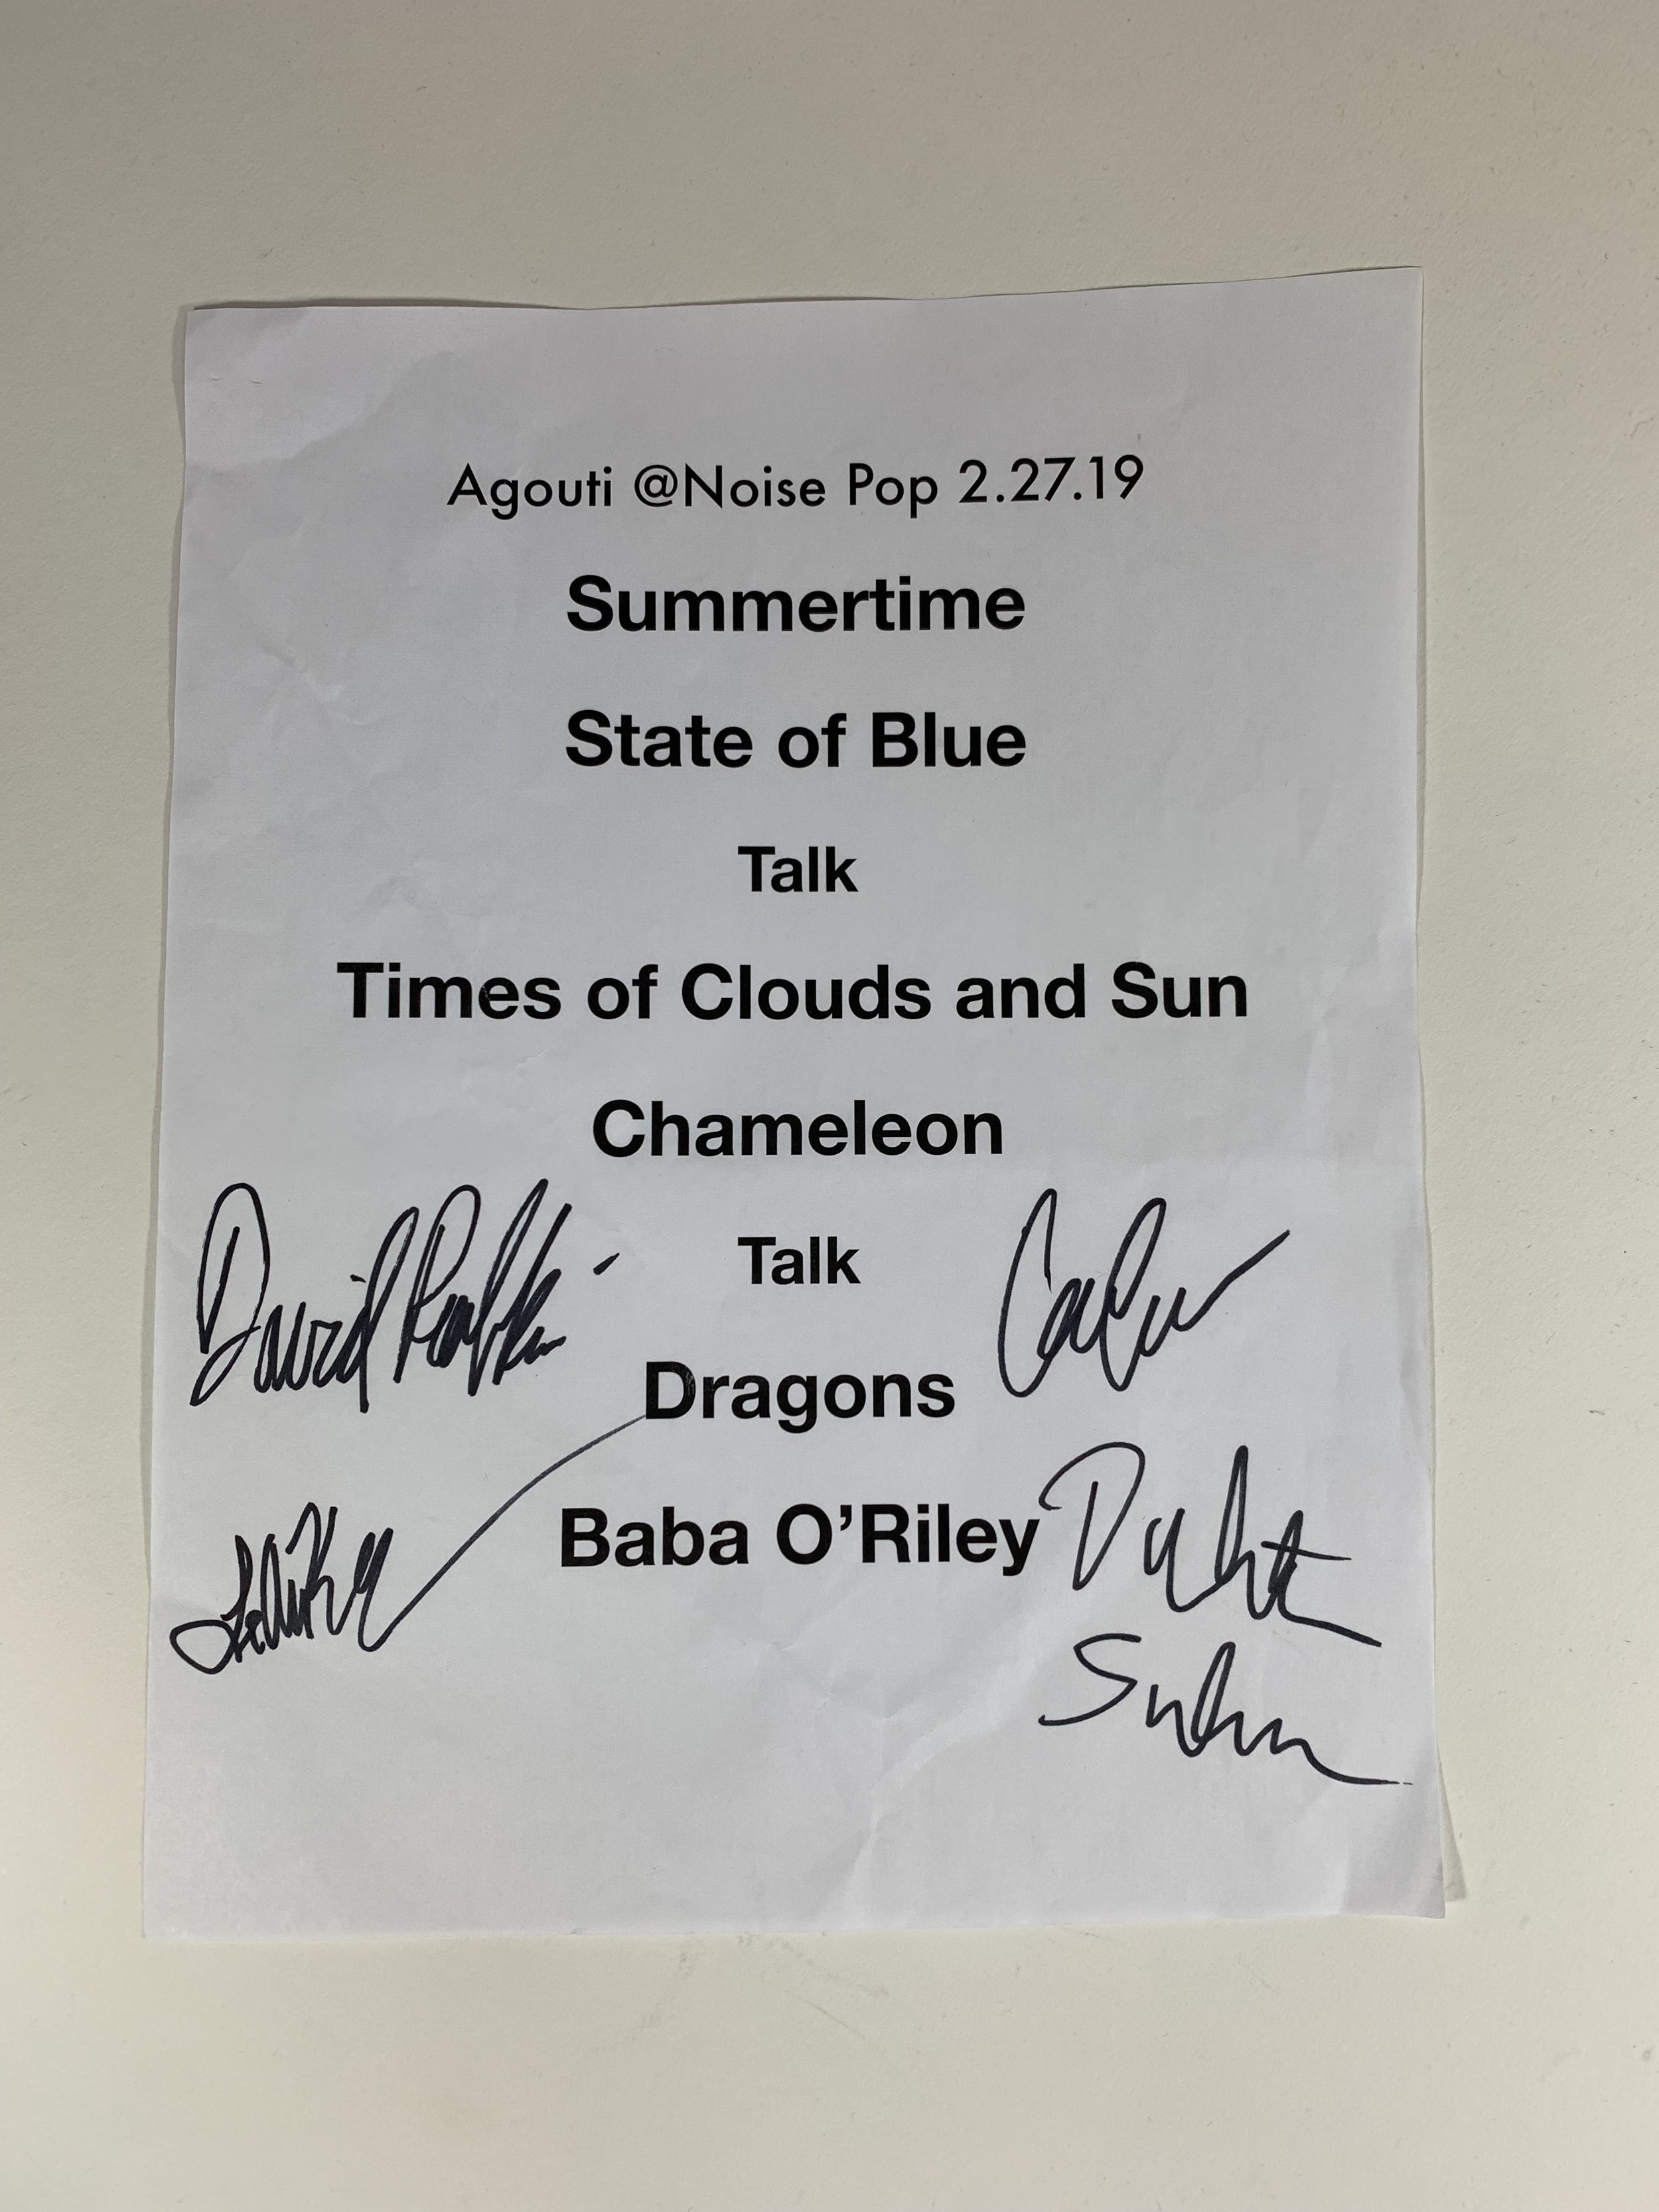 Agouti @Noise Pop 2.27.19
Summertime
State of Blue
Talk
Times of Clouds and Sun
Chameleon
Talk
David
Dragons
Baba O’Riley